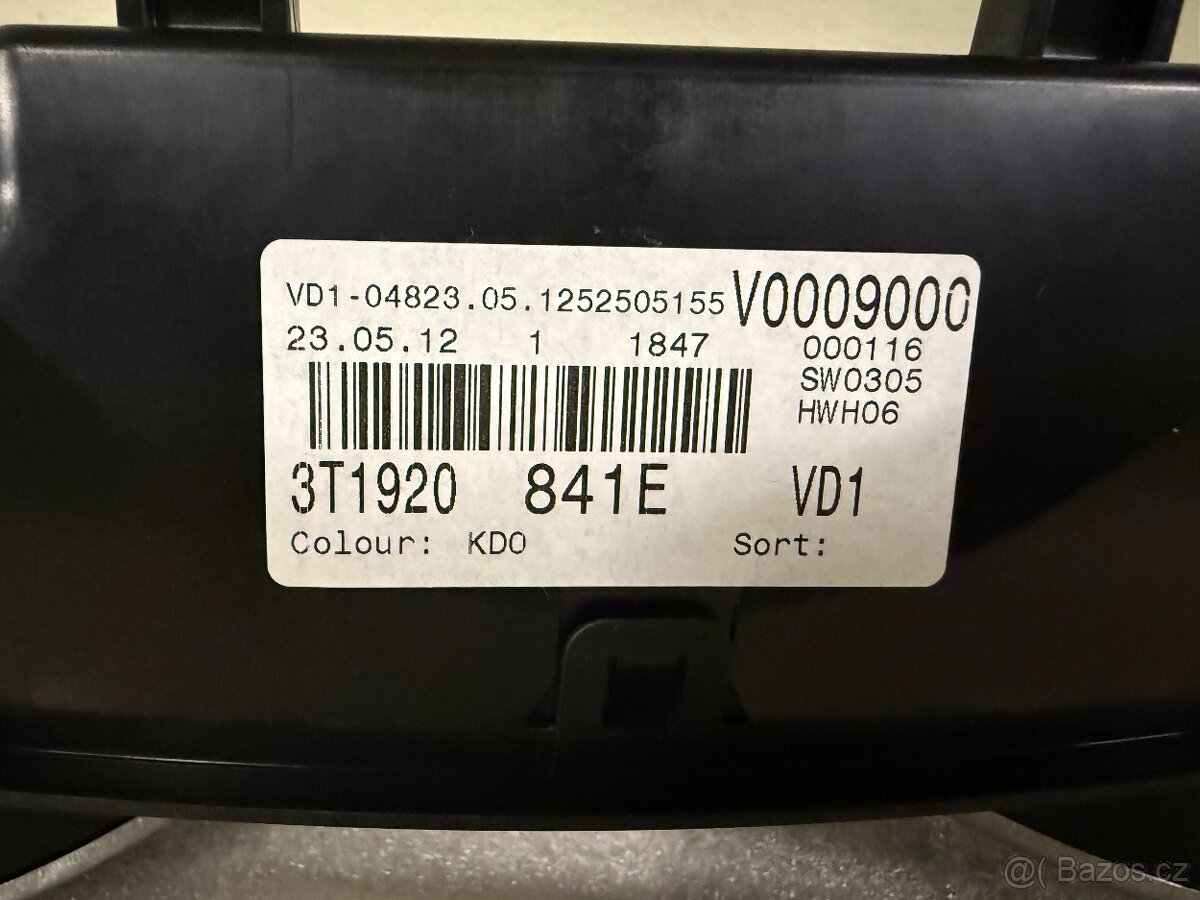 VD1-04823.05.1252505155 V0009000
23.05.12 1 1847 000116
SW0305
HWH06
3T1920 841E VD1
Colour: KD0 Sort:
@( Bazos.cz